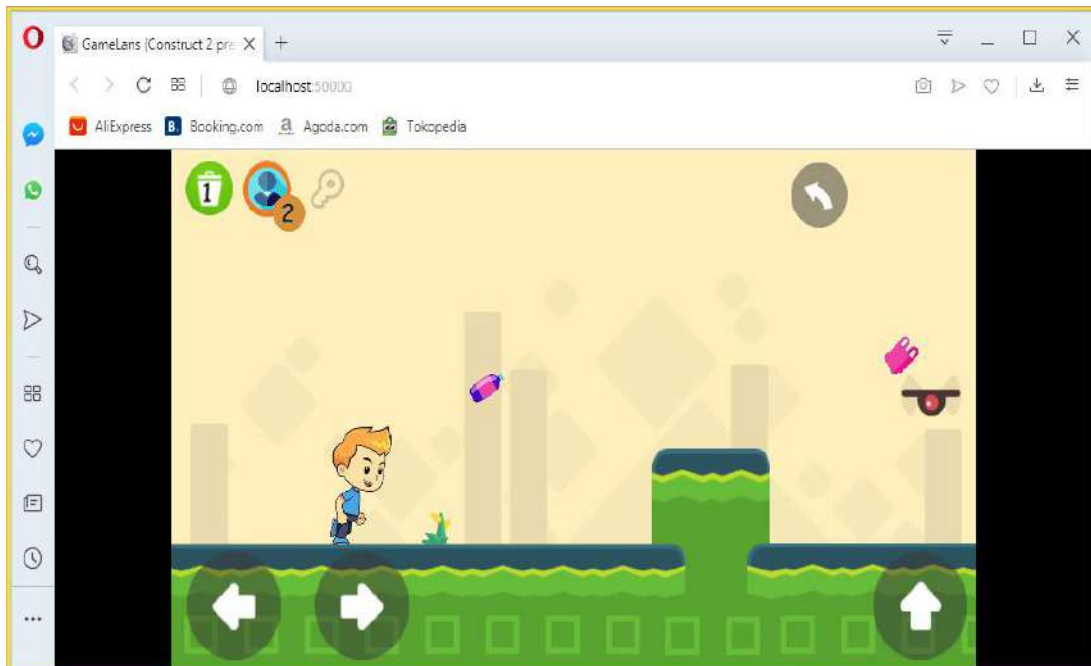 GameLans (Construct 2 pre
localhost:50000
AliExpress B. Booking.com a Agoda.com Tokopedia
1
2